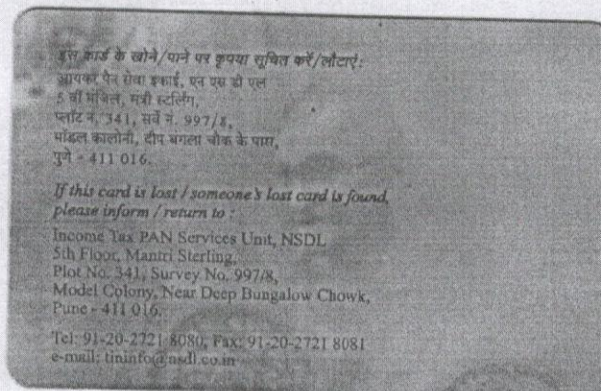 इस कार्ड के खोने/पाने पर कृपया सूचित करें/लौटाएं:
आयकर पैन सेवा इकाई, एन एस डी एल
5 वीं मंजिल, मंत्री स्टर्लिंग,
प्लॉट नं. 341, सर्वे नं. 997/8,
मॉडल कालोनी, दीप बंगला चौक के पास,
पुणे - 411 016.
If this card is lost / someone's lost card is found,
please inform / return to :
Income Tax PAN Services Unit, NSDL
5th Floor, Mantri Sterling,
Plot No. 341, Survey No. 997/8,
Model Colony, Near Deep Bungalow Chowk,
Pune - 411 016.
Tel: 91-20-2721 8080, Fax: 91-20-2721 8081
e-mail: tininfo@nsdl.co.in